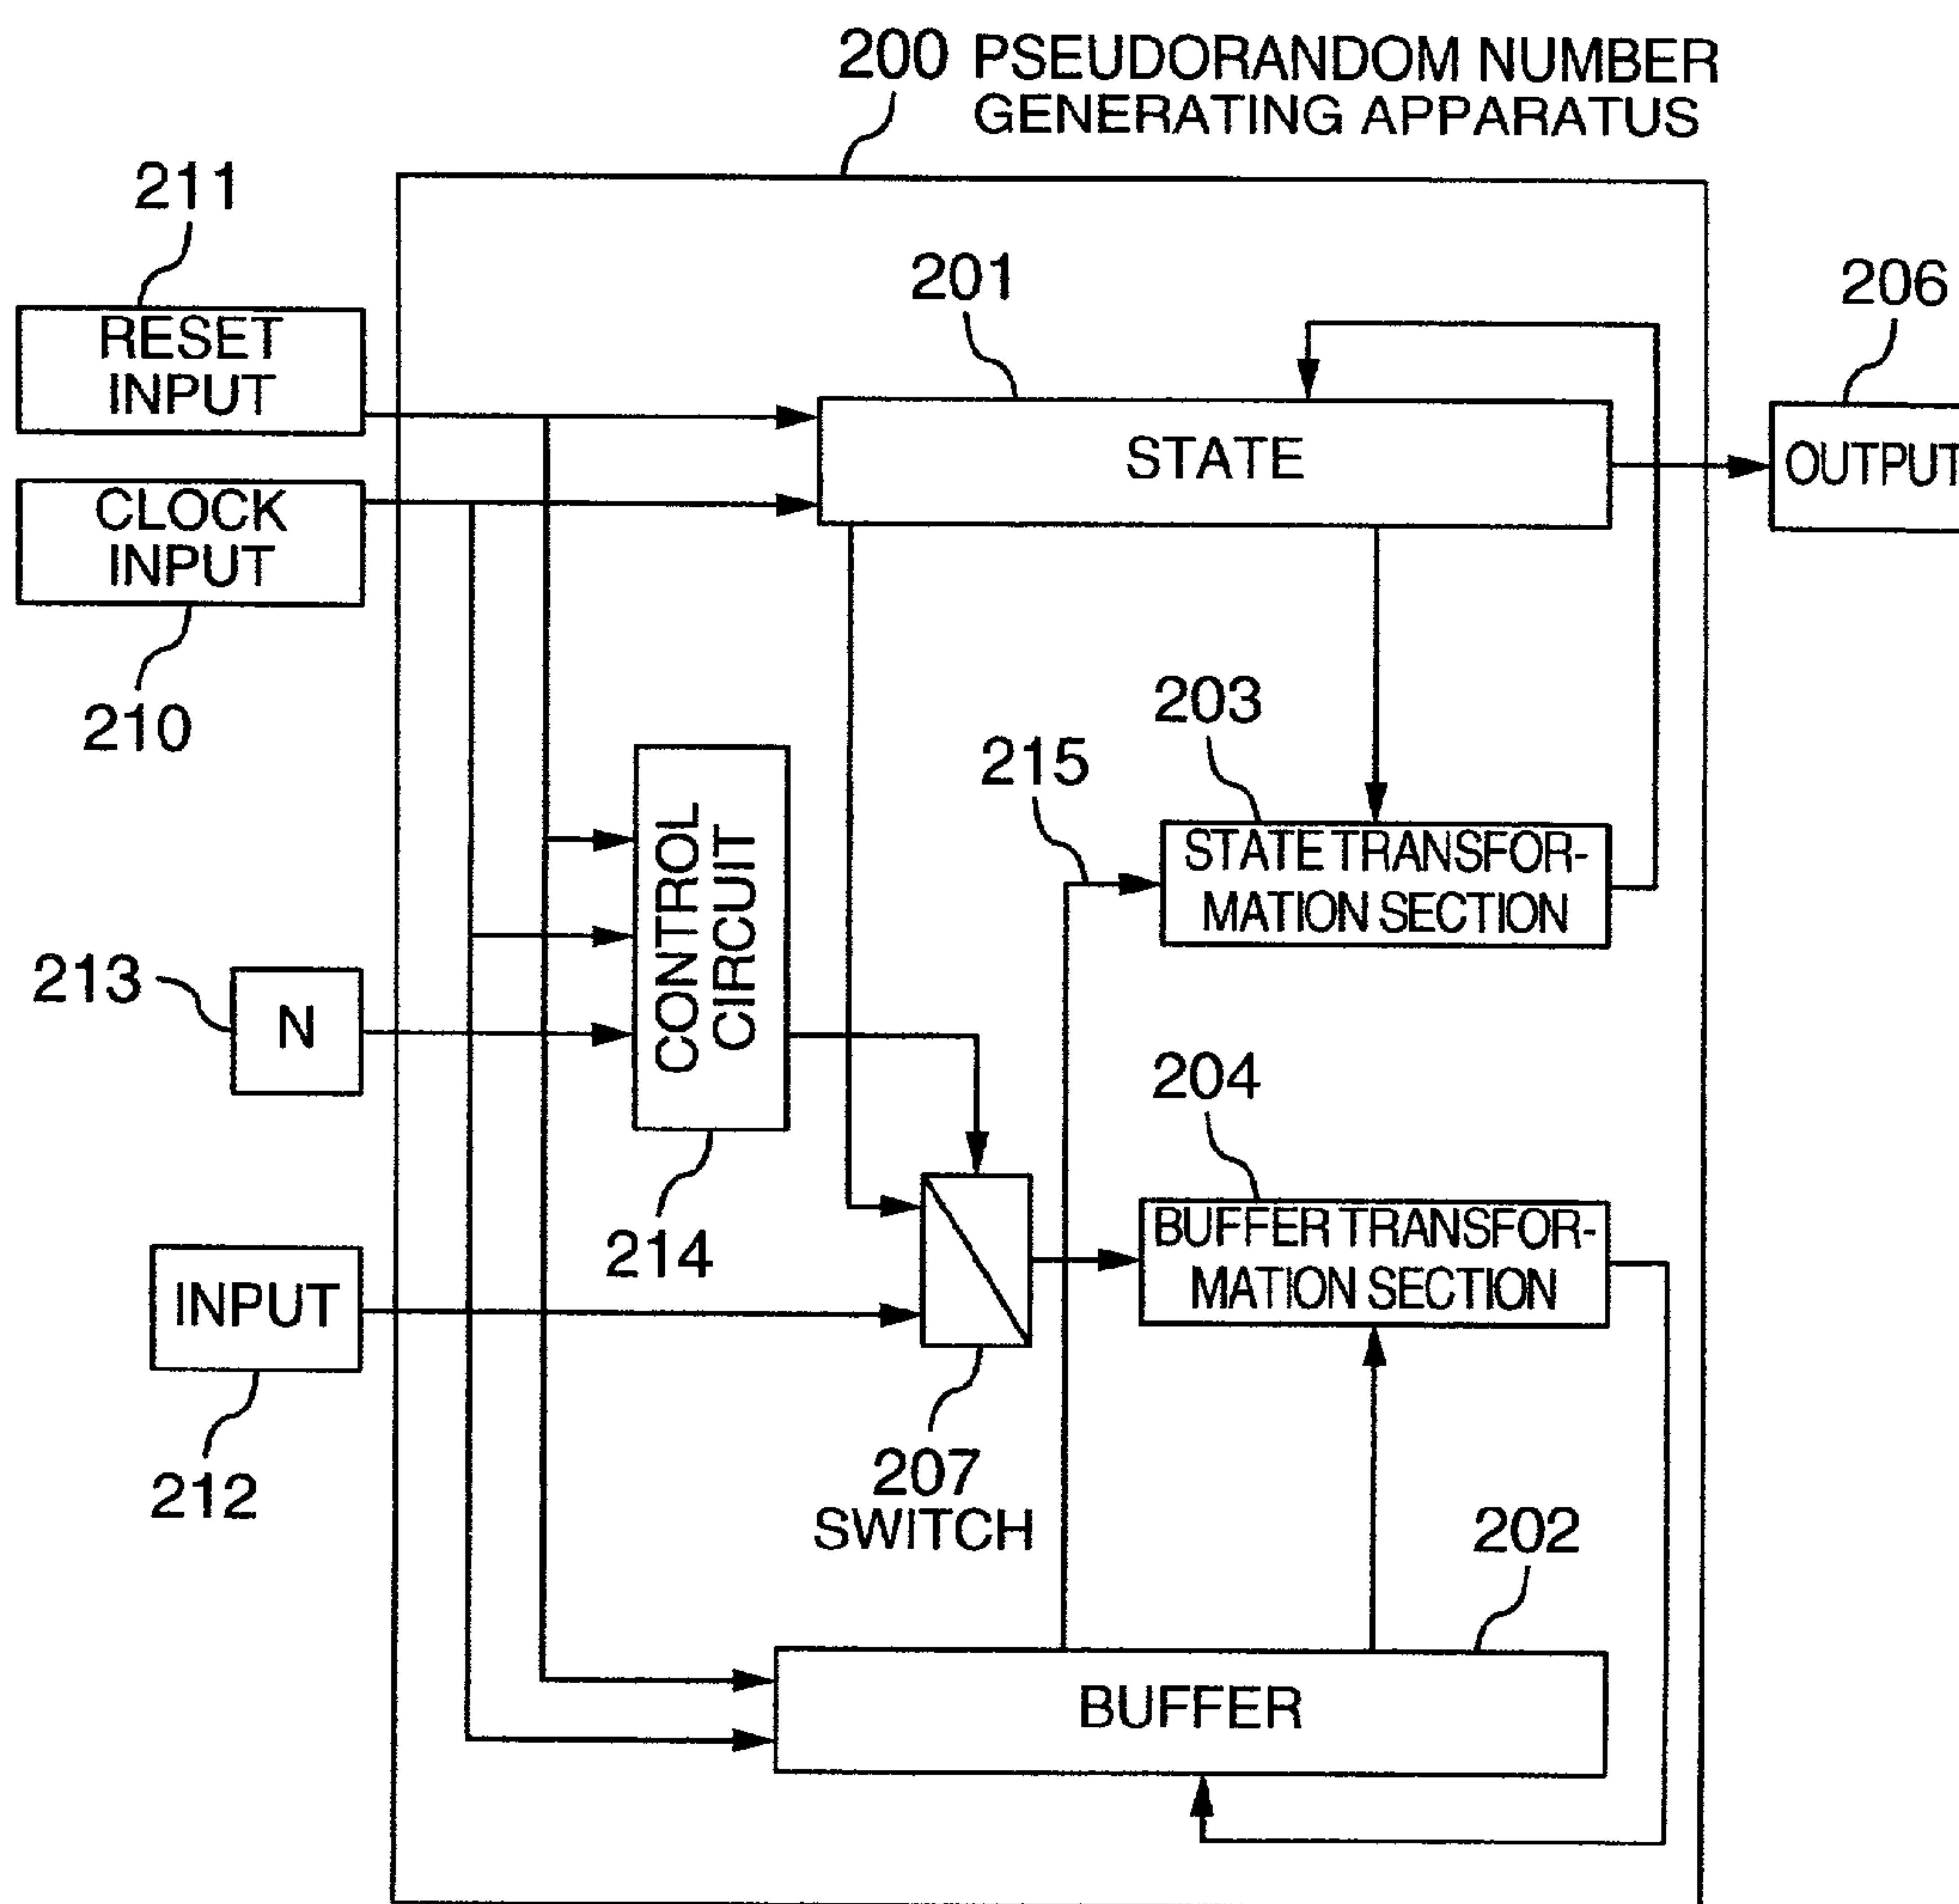 200 PSEUDORANDOM NUMBER
GENERATING APPARATUS
211
RESET
INPUT
201
206
STATE
OUTPUT
CLOCK
INPUT
210
203
215
STATE TRANSFOR-
MATION SECTION
CONTROL
CIRCUIT
213
N
204
214
BUFFER TRANSFOR-
MATION SECTION
INPUT
212
207
SWITCH
202
BUFFER